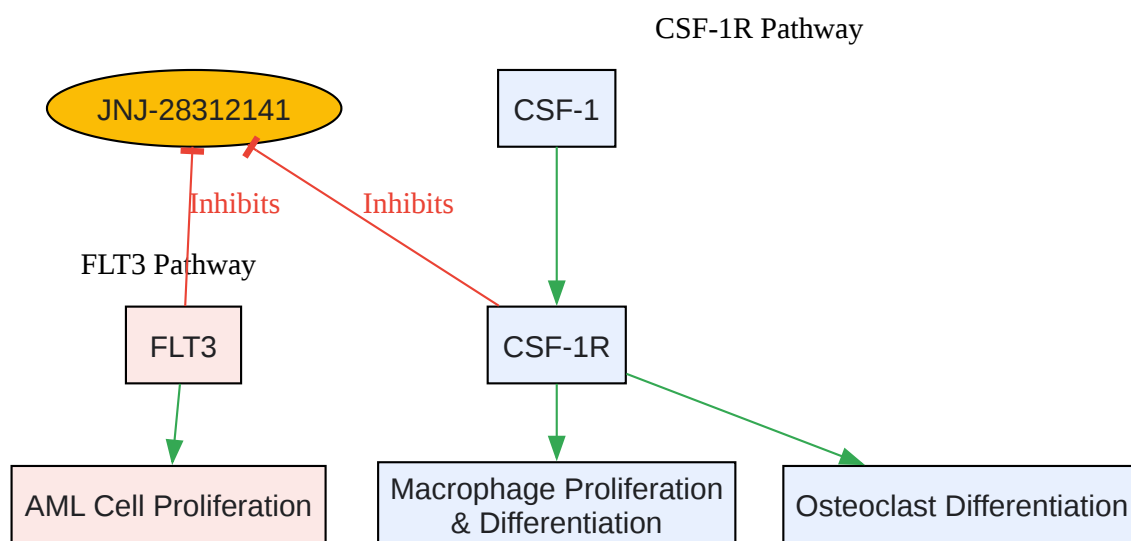 CSF-1R Pathway
JNJ-28312141
CSF-1
Inhibits
Inhibits
FLT3 Pathway
FLT3
CSF-1R
AML Cell Proliferation
Macrophage Proliferation
& Differentiation
Osteoclast Differentiation